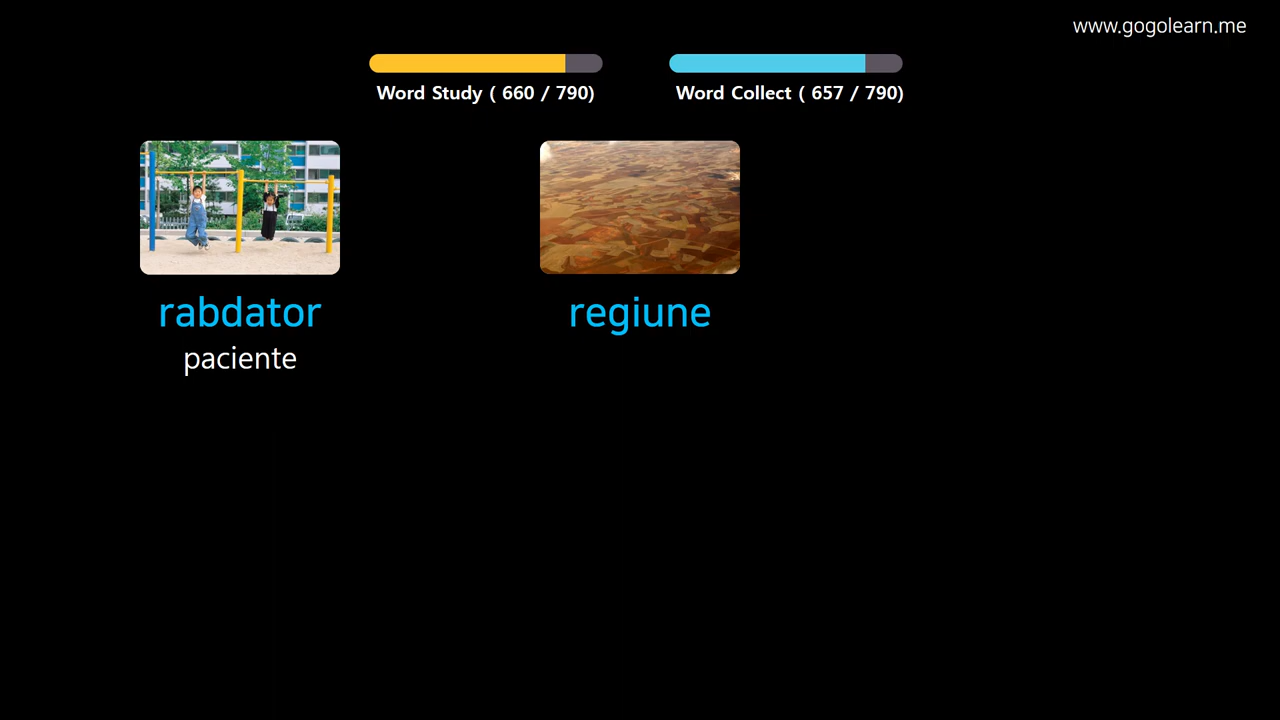 www.gogolearn.me
Word Study ( 660 / 790)
Word Collect ( 657 / 790)
rabdator
paciente
regiune